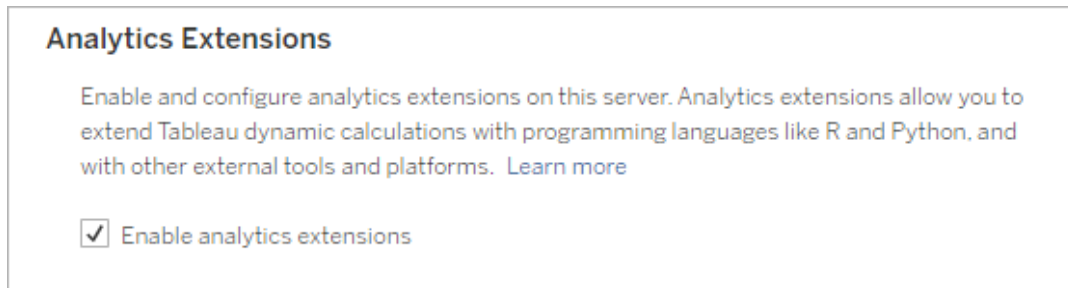 Analytics Extensions
Enable and configure analytics extensions on this server. Analytics extensions allow you to
extend Tableau dynamic calculations with programming languages like R and Python, and
with other external tools and platforms. Learn more
Enable analytics extensions